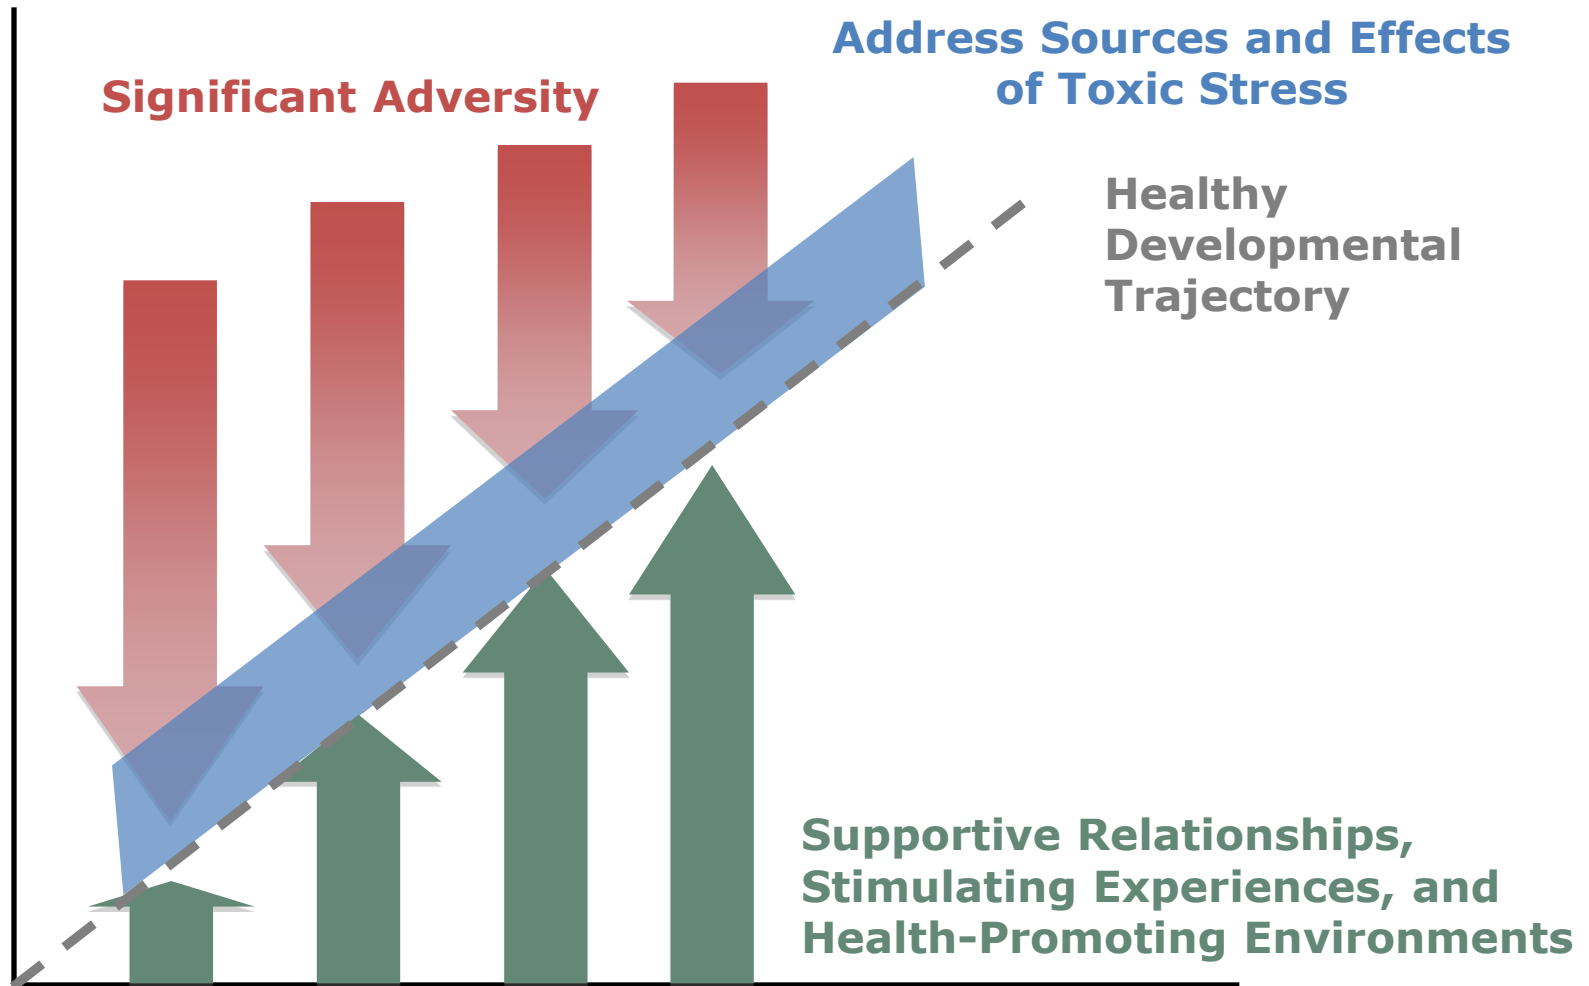 Address Sources and Effects
of Toxic Stress
Significant Adversity
Healthy
Developmental
Trajectory
Supportive Relationships,
Stimulating Experiences, and
Health-Promoting Environments